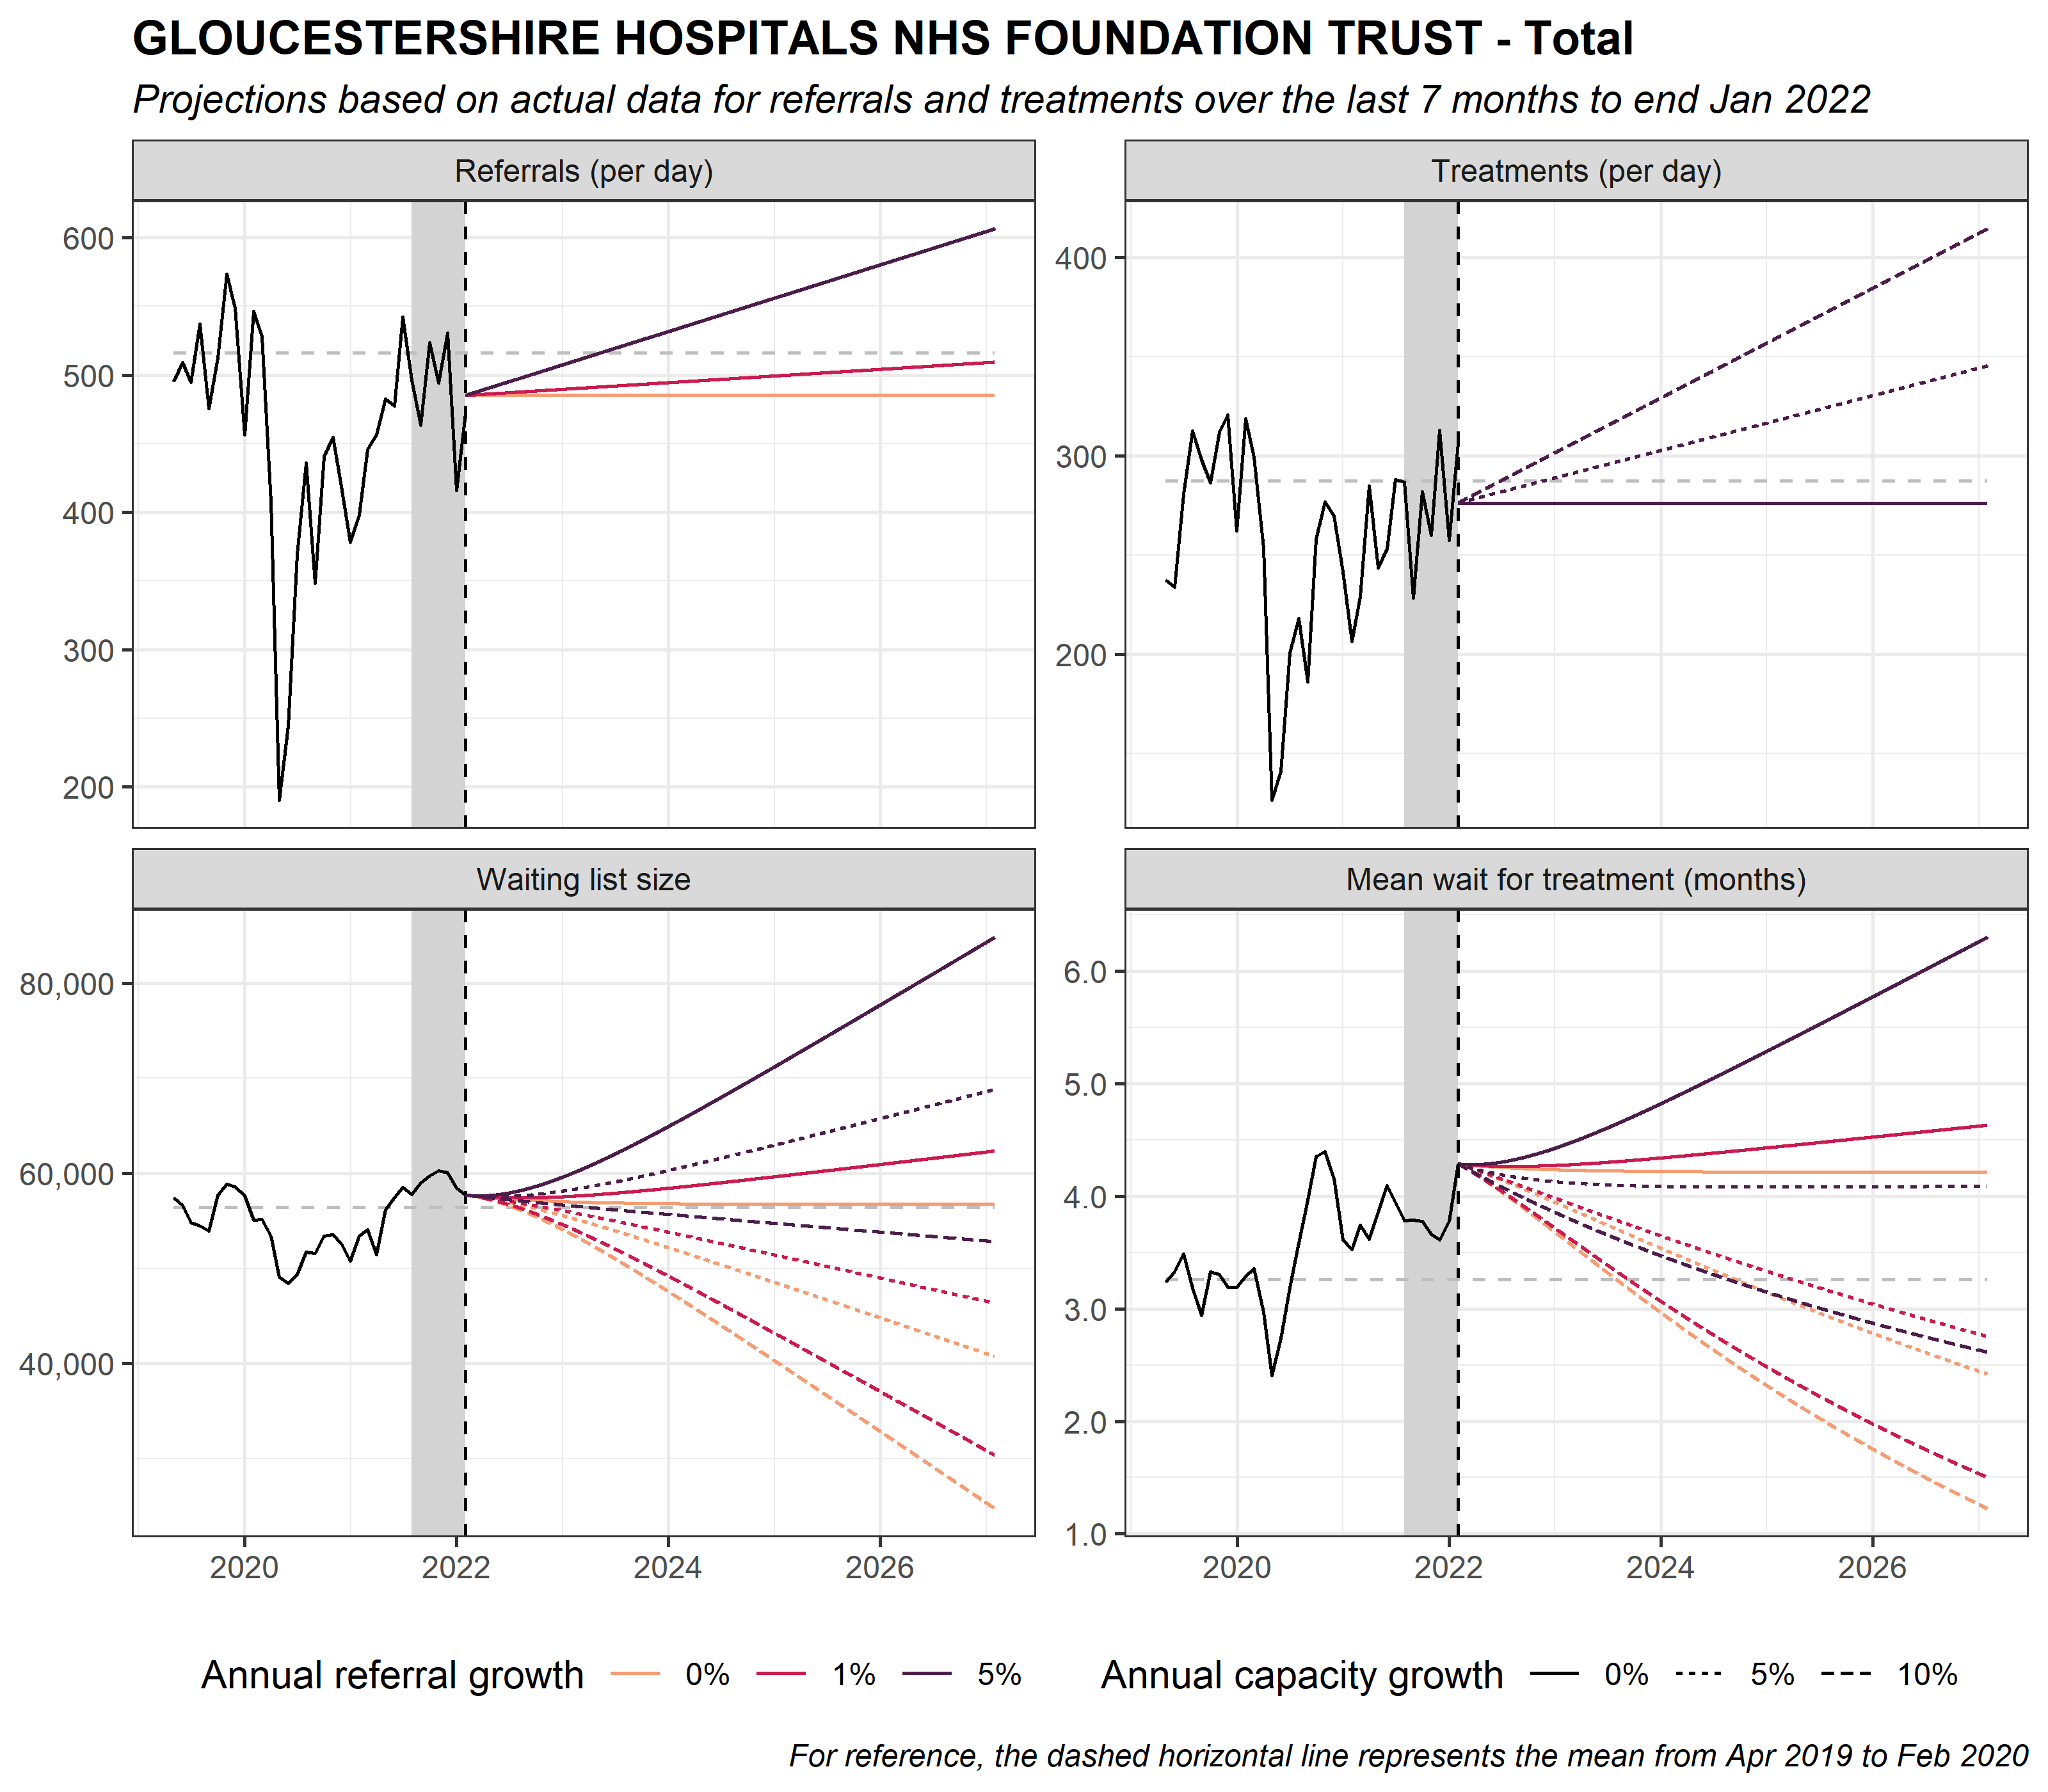 GLOUCESTERSHIRE HOSPITALS NHS FOUNDATION TRUST - Total
Projections based on actual data for referrals and treatments over the last 7 months to end Jan 2022
Referrals (per day)
600
500
400
300
200
Treatments (per day)
400
300
200
Waiting list size
80,000
60,000
40,000
2020 2022 2024 2026
Mean wait for treatment (months)
6.0
5.0
4.0
3.0
2.0
1.0
2020 2022 2024 2026
Annual referral growth 0% 1% 5% Annual capacity growth 0% 5% 10%
For reference, the dashed horizontal line represents the mean from Apr 2019 to Feb 2020